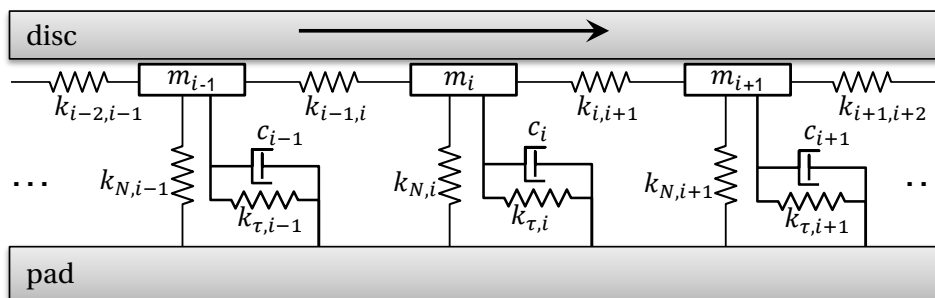 disc
m_{i-1} m_i m_{i+1}
k_{i-2,i-1} k_{i-1,i} k_{i,i+1} k_{i+1,i+2}
c_{i-1} c_i c_{i+1}
... k_{N,i-1} k_{N,i} k_{N,i+1} ..
k_{τ,i-1} k_{τ,i} k_{τ,i+1}
pad